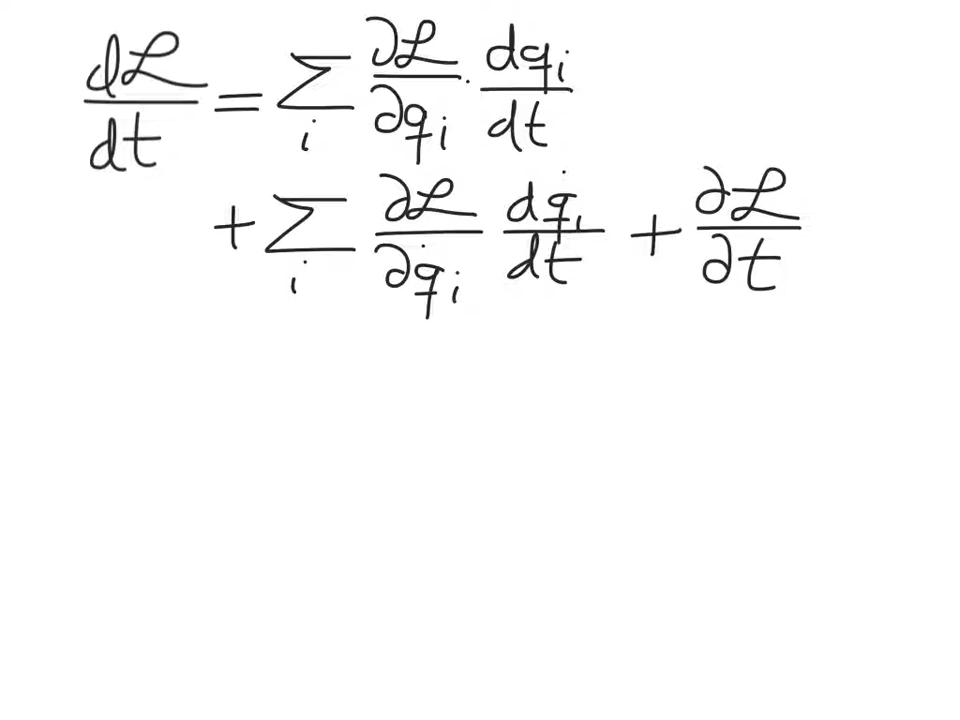 dℒ/dt = Σ_i ∂ℒ/∂q_i · dq_i/dt
+ Σ_i ∂ℒ/∂q̇_i dq̇_i/dt + ∂ℒ/∂t